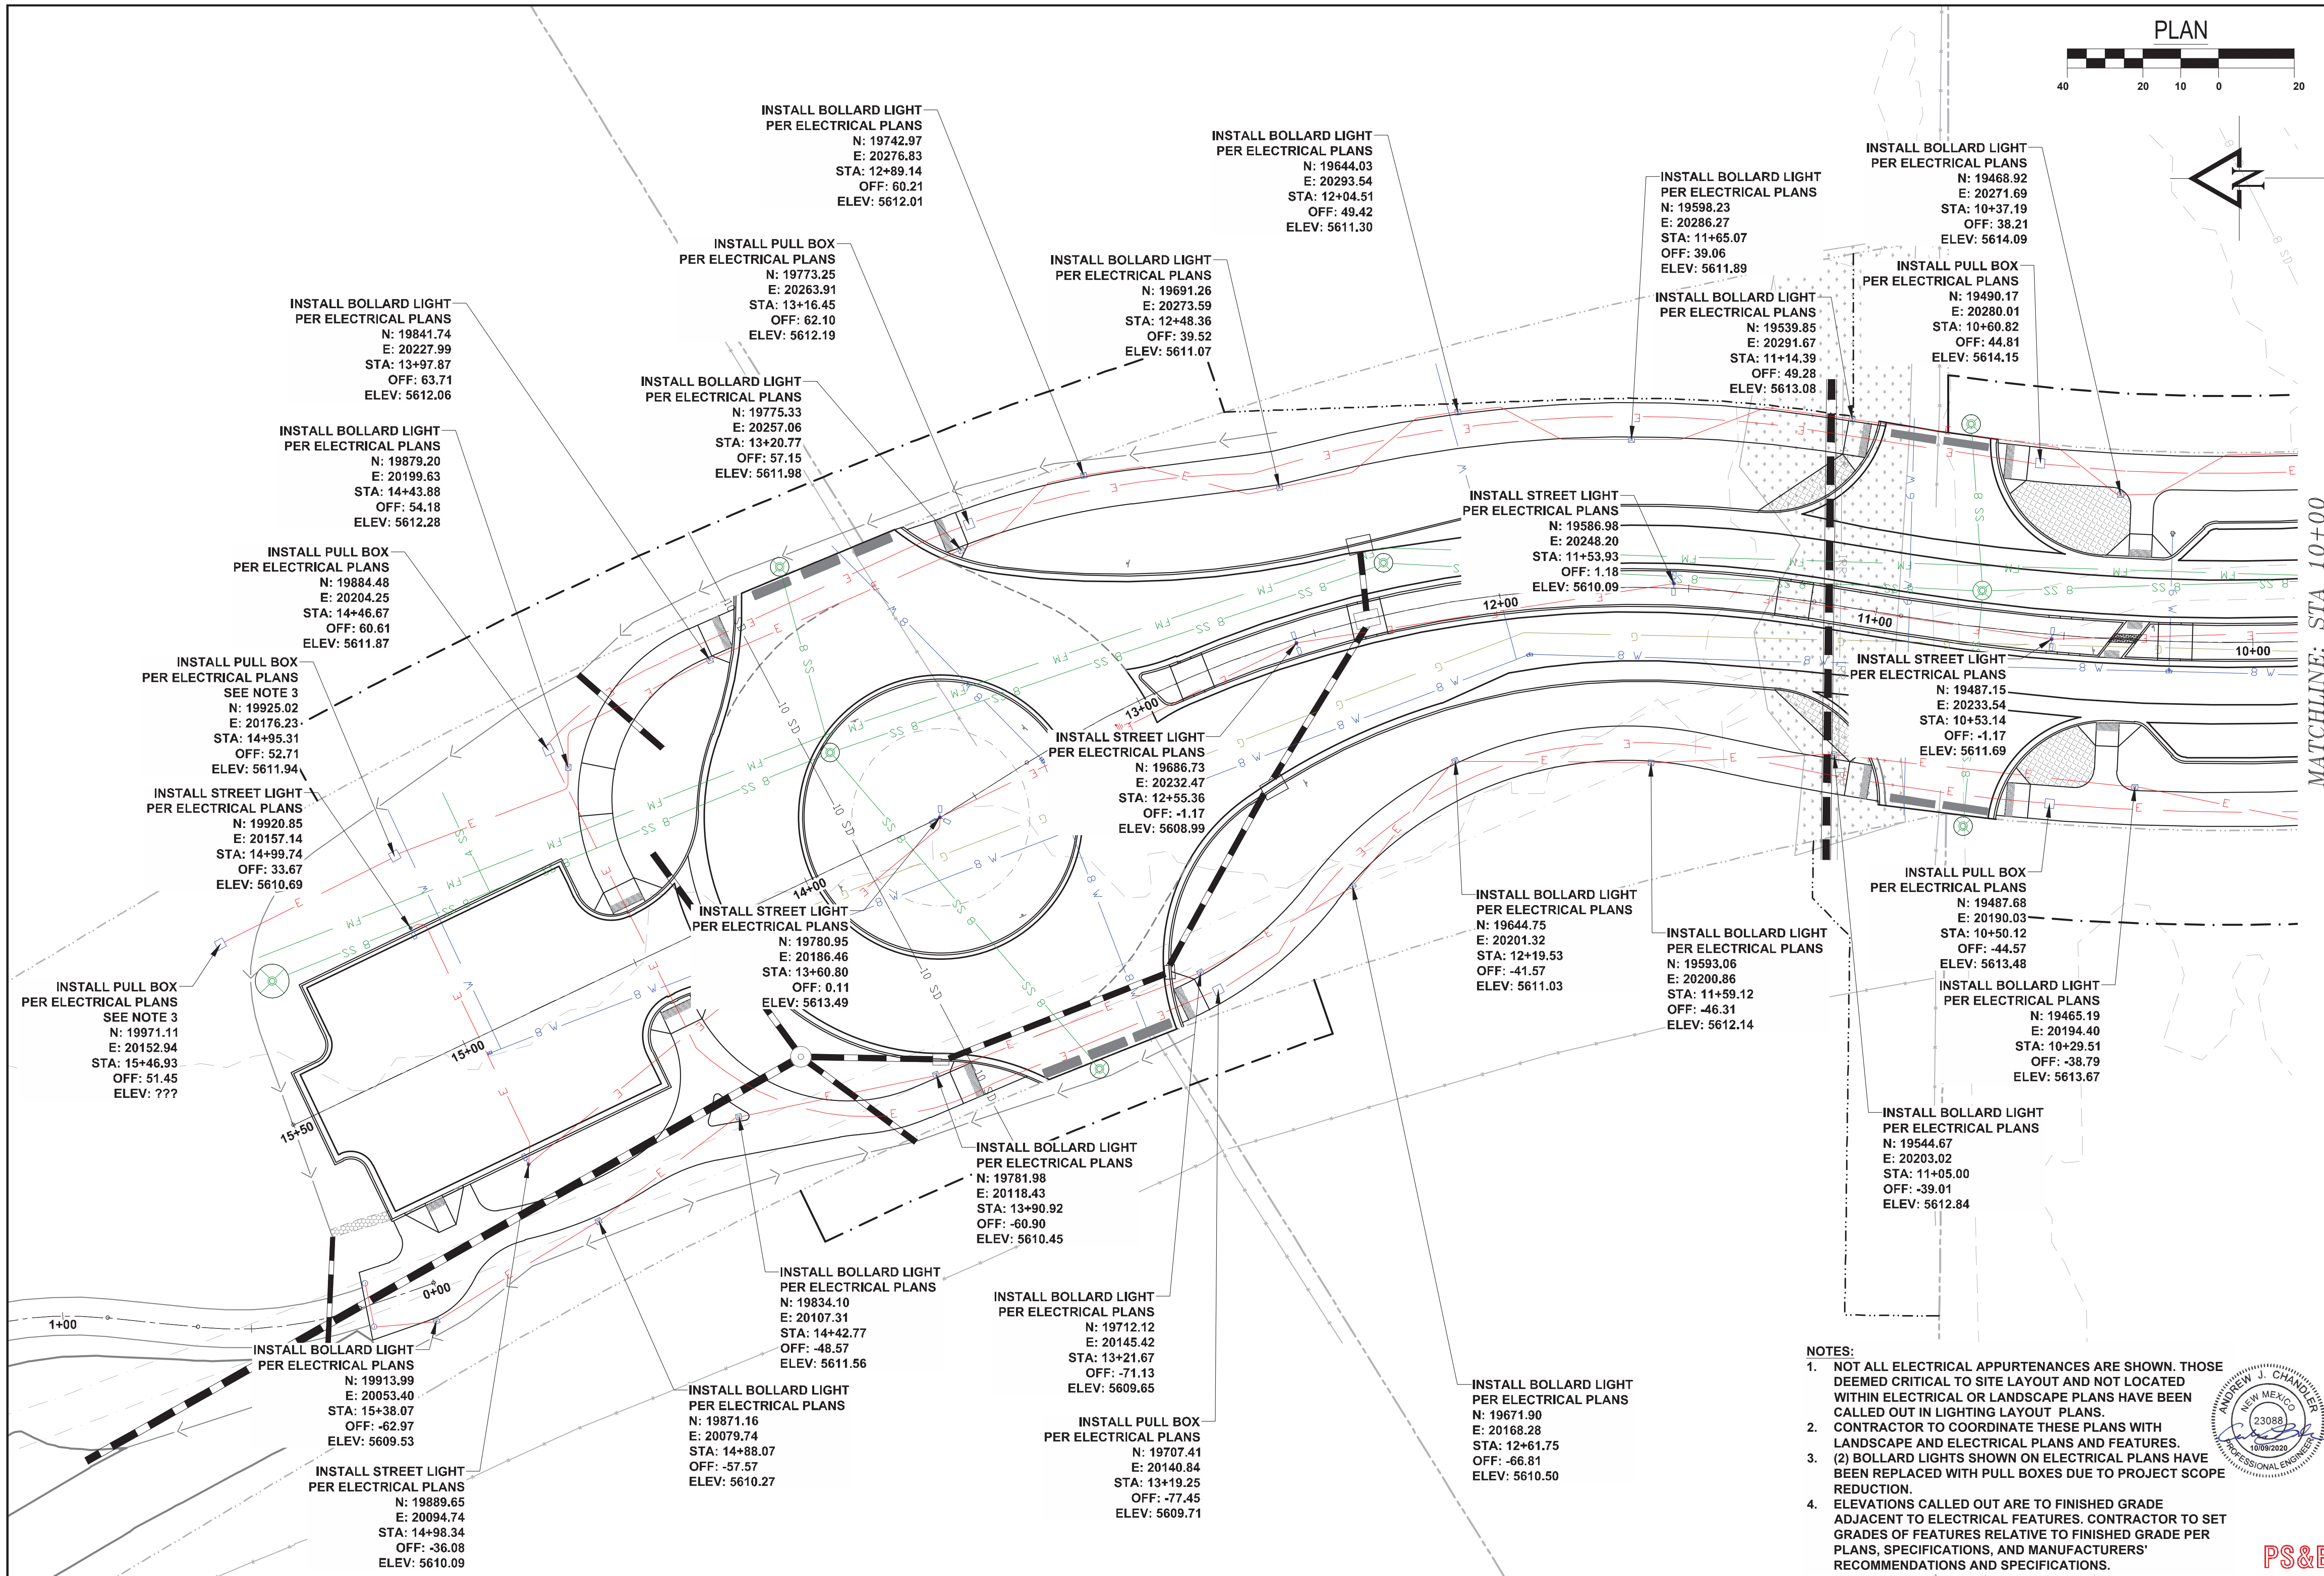 PLAN
40 20 10 0 20
INSTALL BOLLARD LIGHT
PER ELECTRICAL PLANS
N: 19742.97
E: 20276.83
STA: 12+89.14
OFF: 60.21
ELEV: 5612.01
INSTALL BOLLARD LIGHT
PER ELECTRICAL PLANS
N: 19644.03
E: 20293.54
STA: 12+04.51
OFF: 49.42
ELEV: 5611.30
INSTALL BOLLARD LIGHT
PER ELECTRICAL PLANS
N: 19598.23
E: 20286.27
STA: 11+65.07
OFF: 39.06
ELEV: 5611.89
INSTALL BOLLARD LIGHT
PER ELECTRICAL PLANS
N: 19468.92
E: 20271.69
STA: 10+37.19
OFF: 38.21
ELEV: 5614.09
INSTALL PULL BOX
PER ELECTRICAL PLANS
N: 19773.25
E: 20263.91
STA: 13+16.45
OFF: 62.10
ELEV: 5612.19
INSTALL BOLLARD LIGHT
PER ELECTRICAL PLANS
N: 19691.26
E: 20273.59
STA: 12+48.36
OFF: 39.52
ELEV: 5611.07
INSTALL BOLLARD LIGHT
PER ELECTRICAL PLANS
N: 19539.85
E: 20291.67
STA: 11+14.39
OFF: 49.28
ELEV: 5613.08
INSTALL PULL BOX
PER ELECTRICAL PLANS
N: 19490.17
E: 20280.01
STA: 10+60.82
OFF: 44.81
ELEV: 5614.15
INSTALL BOLLARD LIGHT
PER ELECTRICAL PLANS
N: 19841.74
E: 20227.99
STA: 13+97.87
OFF: 63.71
ELEV: 5612.06
INSTALL BOLLARD LIGHT
PER ELECTRICAL PLANS
N: 19775.33
E: 20257.06
STA: 13+20.77
OFF: 57.15
ELEV: 5611.98
INSTALL BOLLARD LIGHT
PER ELECTRICAL PLANS
N: 19879.20
E: 20199.63
STA: 14+43.88
OFF: 54.18
ELEV: 5612.28
INSTALL PULL BOX
PER ELECTRICAL PLANS
N: 19884.48
E: 20204.25
STA: 14+46.67
OFF: 60.61
ELEV: 5611.87
INSTALL STREET LIGHT
PER ELECTRICAL PLANS
N: 19586.98
E: 20248.20
STA: 11+53.93
OFF: 1.18
ELEV: 5610.09
INSTALL PULL BOX
PER ELECTRICAL PLANS
SEE NOTE 3
N: 19925.02
E: 20176.23
STA: 14+95.31
OFF: 52.71
ELEV: 5611.94
INSTALL STREET LIGHT
PER ELECTRICAL PLANS
N: 19487.15
E: 20233.54
STA: 10+53.14
OFF: -1.17
ELEV: 5611.69
INSTALL STREET LIGHT
PER ELECTRICAL PLANS
N: 19686.73
E: 20232.47
STA: 12+55.36
OFF: -1.17
ELEV: 5608.99
INSTALL STREET LIGHT
PER ELECTRICAL PLANS
N: 19920.85
E: 20157.14
STA: 14+99.74
OFF: 33.67
ELEV: 5610.69
INSTALL STREET LIGHT
PER ELECTRICAL PLANS
N: 19780.95
E: 20186.46
STA: 13+60.80
OFF: 0.11
ELEV: 5613.49
INSTALL BOLLARD LIGHT
PER ELECTRICAL PLANS
N: 19644.75
E: 20201.32
STA: 12+19.53
OFF: -41.57
ELEV: 5611.03
INSTALL BOLLARD LIGHT
PER ELECTRICAL PLANS
N: 19593.06
E: 20200.86
STA: 11+59.12
OFF: -46.31
ELEV: 5612.14
INSTALL PULL BOX
PER ELECTRICAL PLANS
N: 19487.68
E: 20190.03
STA: 10+50.12
OFF: -44.57
ELEV: 5613.48
INSTALL PULL BOX
PER ELECTRICAL PLANS
SEE NOTE 3
N: 19971.11
E: 20152.94
STA: 15+46.93
OFF: 51.45
ELEV: ???
INSTALL BOLLARD LIGHT
PER ELECTRICAL PLANS
N: 19465.19
E: 20194.40
STA: 10+29.51
OFF: -38.79
ELEV: 5613.67
INSTALL BOLLARD LIGHT
PER ELECTRICAL PLANS
N: 19544.67
E: 20203.02
STA: 11+05.00
OFF: -39.01
ELEV: 5612.84
INSTALL BOLLARD LIGHT
PER ELECTRICAL PLANS
N: 19781.98
E: 20118.43
STA: 13+90.92
OFF: -60.90
ELEV: 5610.45
INSTALL BOLLARD LIGHT
PER ELECTRICAL PLANS
N: 19834.10
E: 20107.31
STA: 14+42.77
OFF: -48.57
ELEV: 5611.56
INSTALL BOLLARD LIGHT
PER ELECTRICAL PLANS
N: 19712.12
E: 20145.42
STA: 13+21.67
OFF: -71.13
ELEV: 5609.65
INSTALL BOLLARD LIGHT
PER ELECTRICAL PLANS
N: 19913.99
E: 20053.40
STA: 15+38.07
OFF: -62.97
ELEV: 5609.53
INSTALL BOLLARD LIGHT
PER ELECTRICAL PLANS
N: 19871.16
E: 20079.74
STA: 14+88.07
OFF: -57.57
ELEV: 5610.27
INSTALL PULL BOX
PER ELECTRICAL PLANS
N: 19707.41
E: 20140.84
STA: 13+19.25
OFF: -77.45
ELEV: 5609.71
INSTALL BOLLARD LIGHT
PER ELECTRICAL PLANS
N: 19671.90
E: 20168.28
STA: 12+61.75
OFF: -66.81
ELEV: 5610.50
INSTALL STREET LIGHT
PER ELECTRICAL PLANS
N: 19889.65
E: 20094.74
STA: 14+98.34
OFF: -36.08
ELEV: 5610.09
10+00
11+00
12+00
13+00
14+00
15+00
15+50
0+00
1+00
MATCHLINE: STA 10+00
NOTES:
1. NOT ALL ELECTRICAL APPURTENANCES ARE SHOWN. THOSE
DEEMED CRITICAL TO SITE LAYOUT AND NOT LOCATED
WITHIN ELECTRICAL OR LANDSCAPE PLANS HAVE BEEN
CALLED OUT IN LIGHTING LAYOUT PLANS.
2. CONTRACTOR TO COORDINATE THESE PLANS WITH
LANDSCAPE AND ELECTRICAL PLANS AND FEATURES.
3. (2) BOLLARD LIGHTS SHOWN ON ELECTRICAL PLANS HAVE
BEEN REPLACED WITH PULL BOXES DUE TO PROJECT SCOPE
REDUCTION.
4. ELEVATIONS CALLED OUT ARE TO FINISHED GRADE
ADJACENT TO ELECTRICAL FEATURES. CONTRACTOR TO SET
GRADES OF FEATURES RELATIVE TO FINISHED GRADE PER
PLANS, SPECIFICATIONS, AND MANUFACTURERS'
RECOMMENDATIONS AND SPECIFICATIONS.
ANDREW J. CHANDLER
NEW MEXICO
23088
10/09/2020
PROFESSIONAL ENGINEER
PS&E